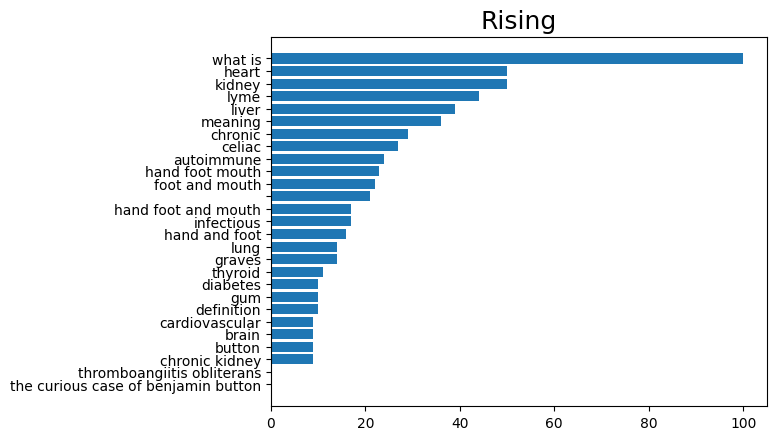 Rising
what is
heart
kidney
lyme
liver
meaning
chronic
celiac
autoimmune
hand foot mouth
foot and mouth
hand foot and mouth
infectious
hand and foot
lung
graves
thyroid
diabetes
gum
definition
cardiovascular
brain
button
chronic kidney
thromboangiitis obliterans
the curious case of benjamin button
0 20 40 60 80 100